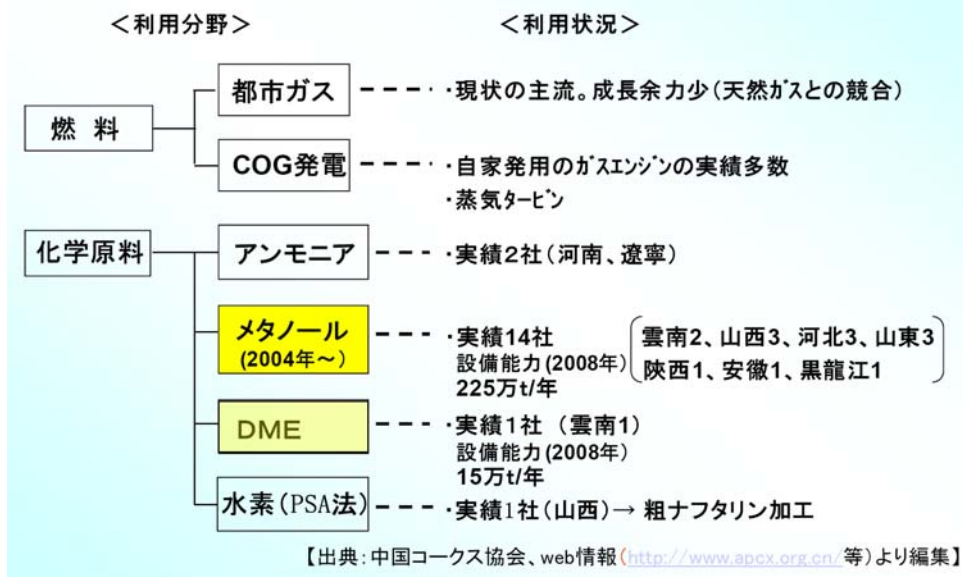 ＜利用分野＞ ＜利用状況＞
燃 料
都市ガス ・現状の主流。成長余力少（天然ｶﾞｽとの競合）
COG発電 ・自家発用のｶﾞｽｴﾝｼﾞﾝの実績多数
・蒸気ﾀｰﾋﾞﾝ
化学原料
アンモニア ・実績２社（河南、遼寧）
メタノール ・実績14社 雲南2、山西3、河北3、山東3
(2004年～) 設備能力(2008年) 陜西1、安徽1、黒龍江1
225万t/年
DME ・実績１社 （雲南1）
設備能力(2008年)
15万t/年
水素(PSA法) ・実績1社(山西)→ 粗ナフタリン加工
【出典：中国コークス協会、web情報(http://www.apcx.org.cn/等)より編集】